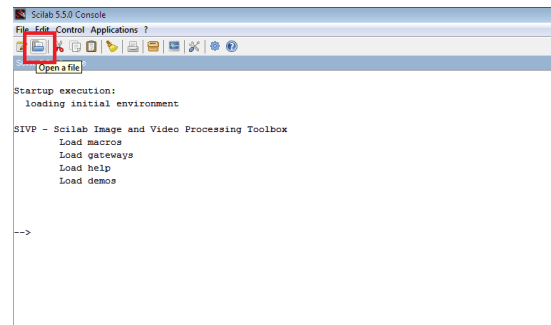 Scilab 5.5.0 Console
File Edit Control Applications ?
Open a file
Startup execution:
loading initial environment
SIVP - Scilab Image and Video Processing Toolbox
Load macros
Load gateways
Load help
Load demos
-->